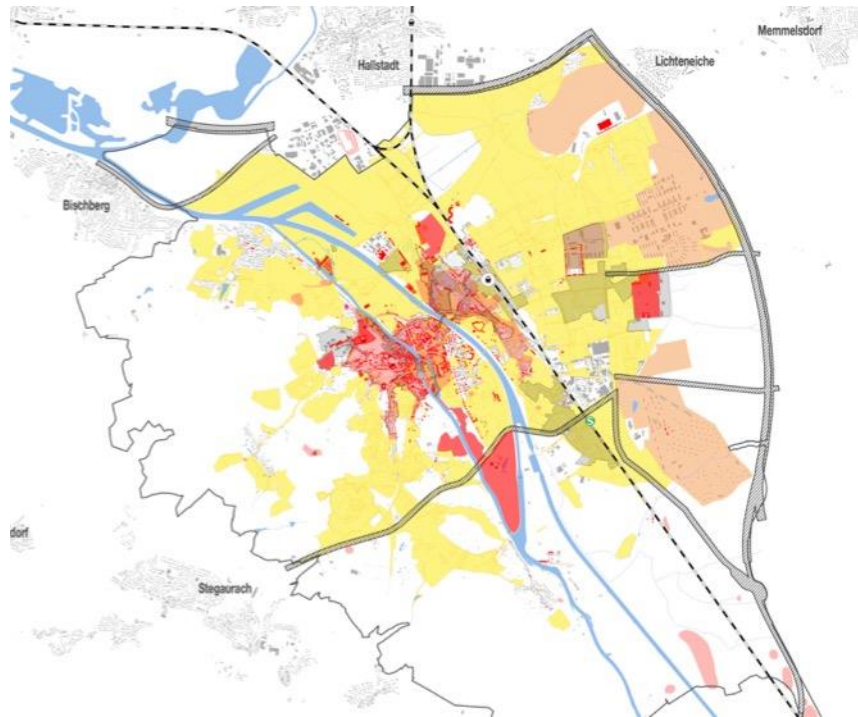 Memmelsdorf
Hallstadt
Lichteneiche
Bischberg
S
dorf
Stegaurach